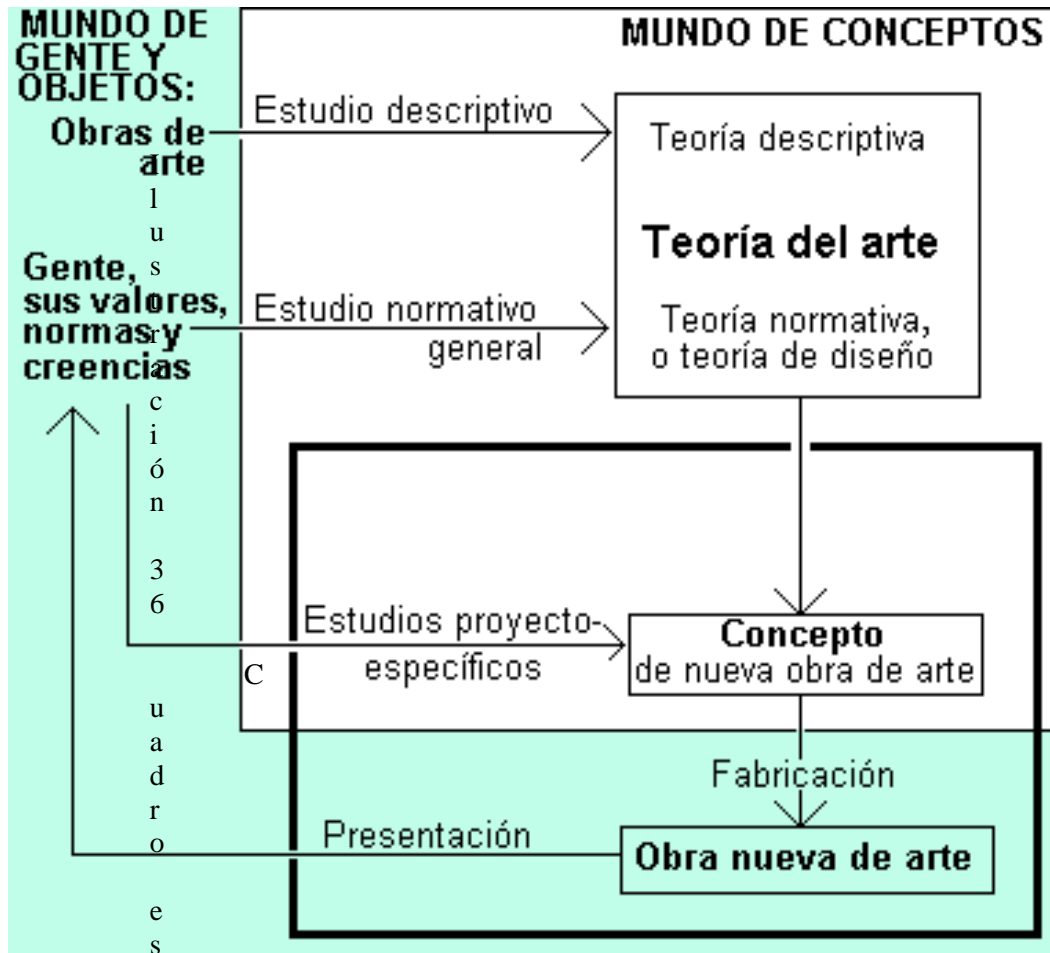 MUNDO DE
GENTE Y
OBJETOS:
MUNDO DE CONCEPTOS
Obras de
arte
Estudio descriptivo
Teoría descriptiva
Teoría del arte
Gente,
sus valores,
normas y
creencias
Estudio normativo
general
Teoría normativa,
o teoría de diseño
Estudios proyecto-
específicos
Concepto
de nueva obra de arte
Fabricación
Presentación
Obra nueva de arte
Ilustración 36
C
uadro es